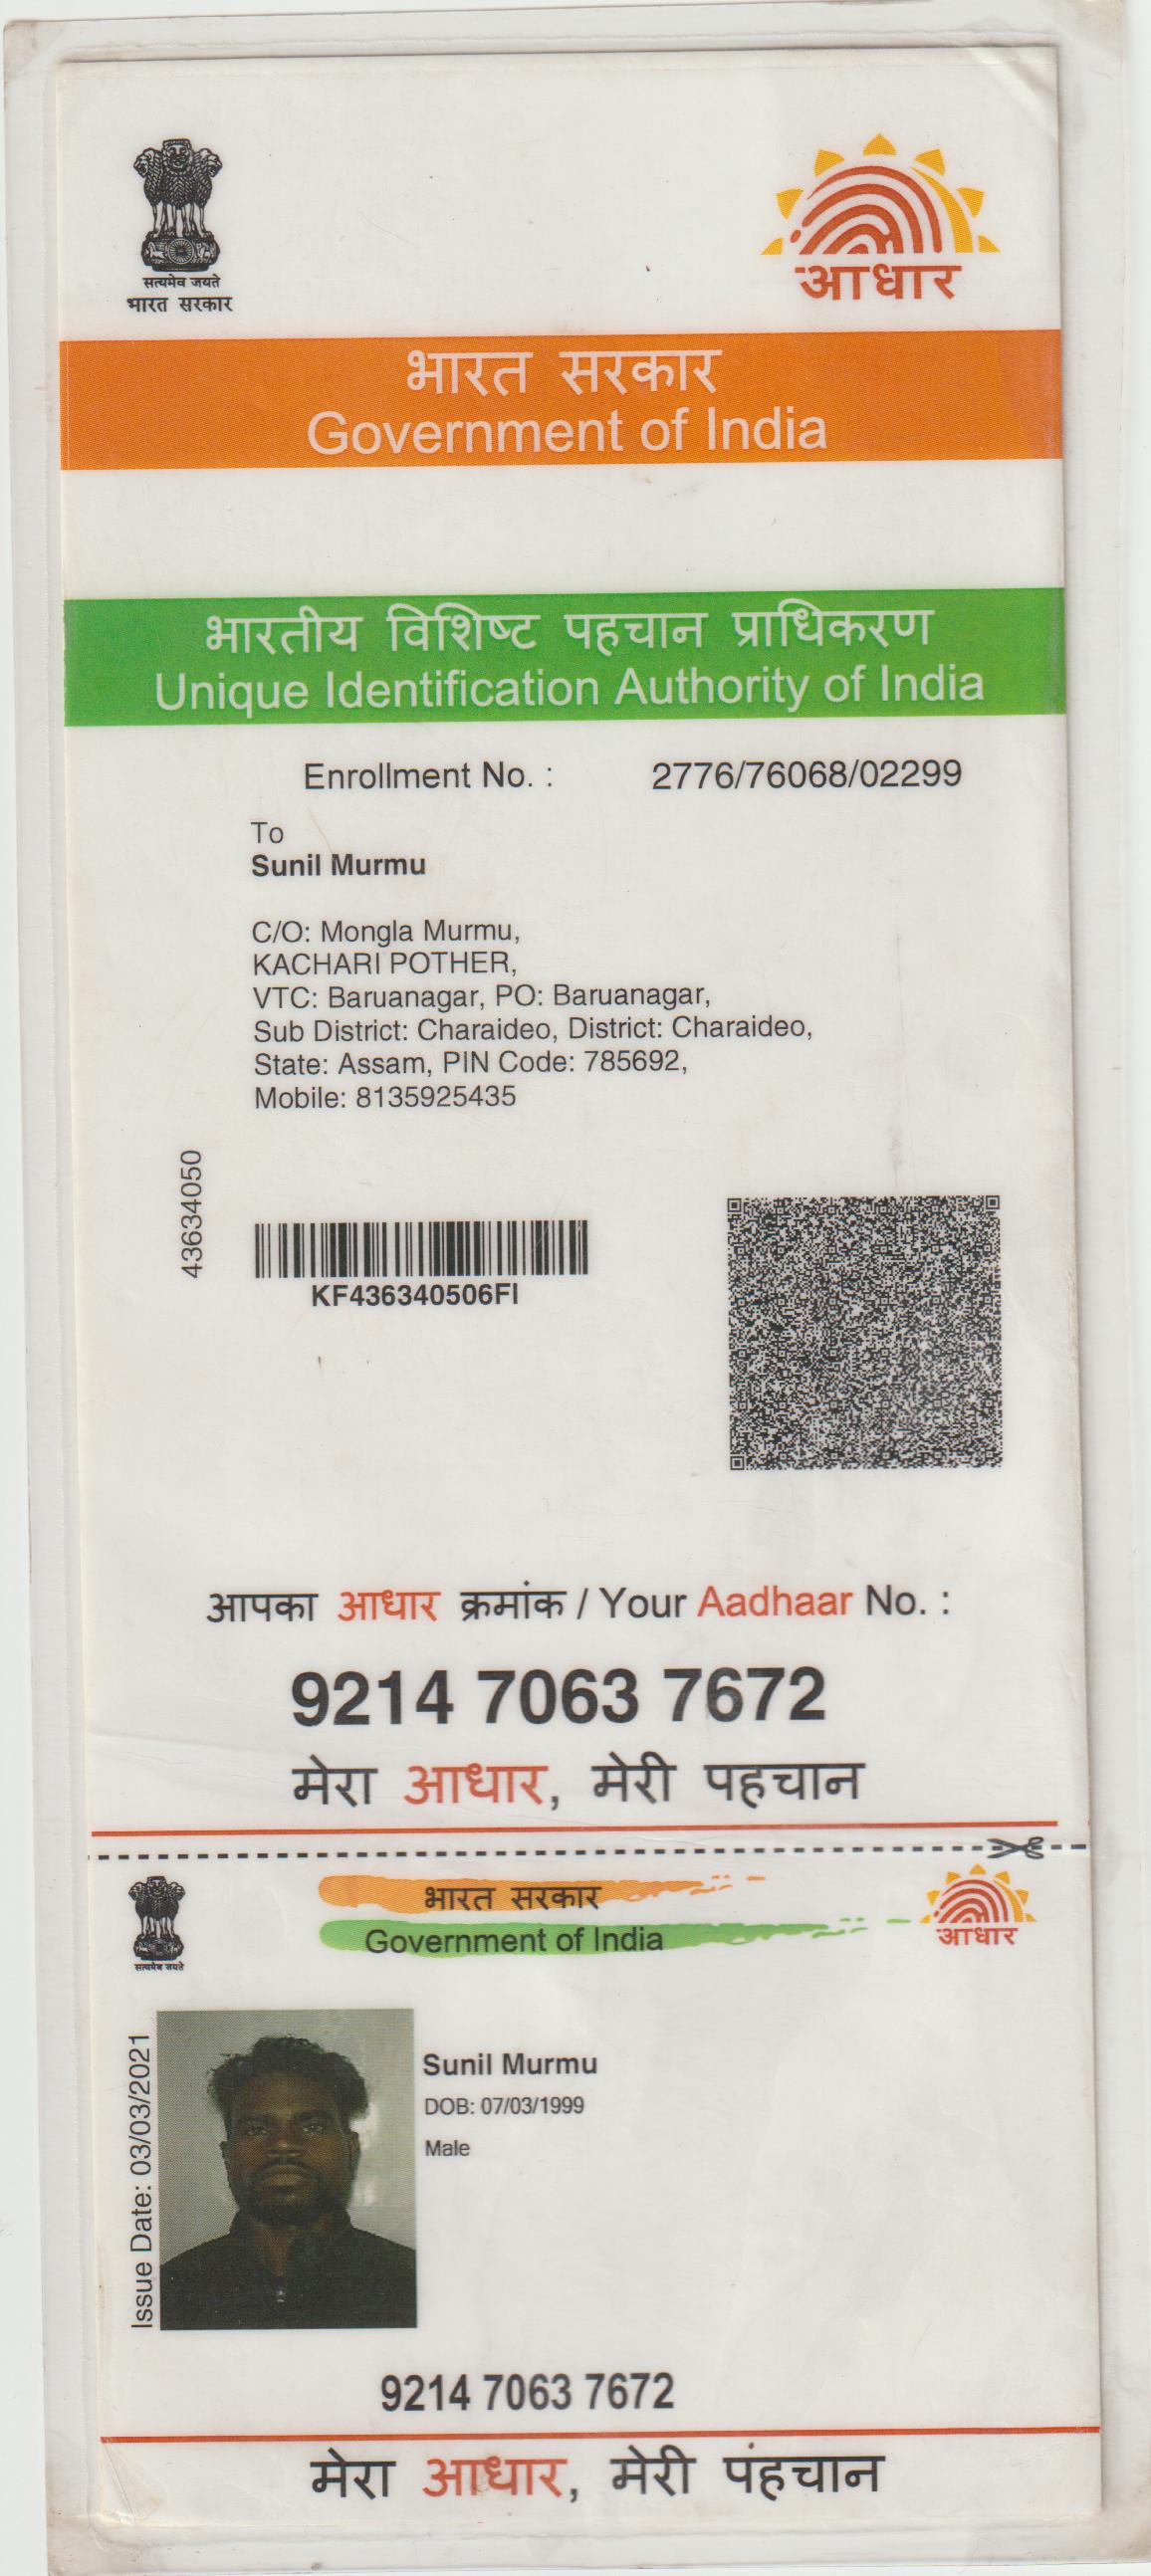 सत्यमेव जयते
भारत सरकार
आधार
भारत सरकार
Government of India
भारतीय विशिष्ट पहचान प्राधिकरण
Unique Identification Authority of India
Enrollment No. : 2776/76068/02299
To
Sunil Murmu
C/O: Mongla Murmu,
KACHARI POTHER,
VTC: Baruanagar, PO: Baruanagar,
Sub District: Charaideo, District: Charaideo,
State: Assam, PIN Code: 785692,
Mobile: 8135925435
43634050
KF436340506FI
आपका आधार क्रमांक / Your Aadhaar No. :
9214 7063 7672
मेरा आधार, मेरी पहचान
सत्यमेव जयते
भारत सरकार
Government of India
आधार
Issue Date: 03/03/2021
Sunil Murmu
DOB: 07/03/1999
Male
9214 7063 7672
मेरा आधार, मेरी पहचान